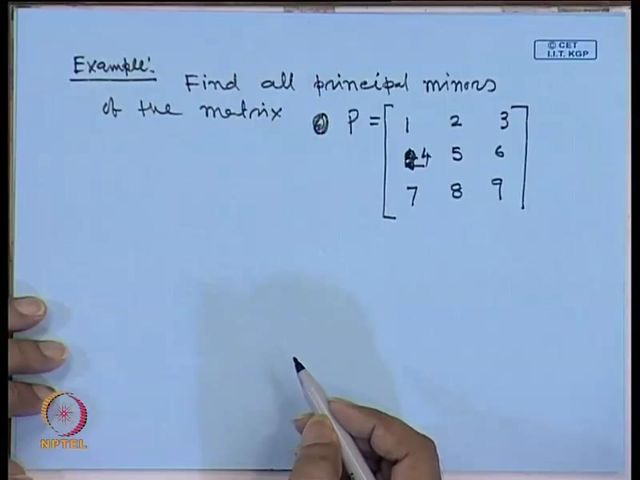 Example:
Find all principal minors
of the matrix P =
1 2 3
4 5 6
7 8 9
© CET
I.I.T. KGP
NPTEL